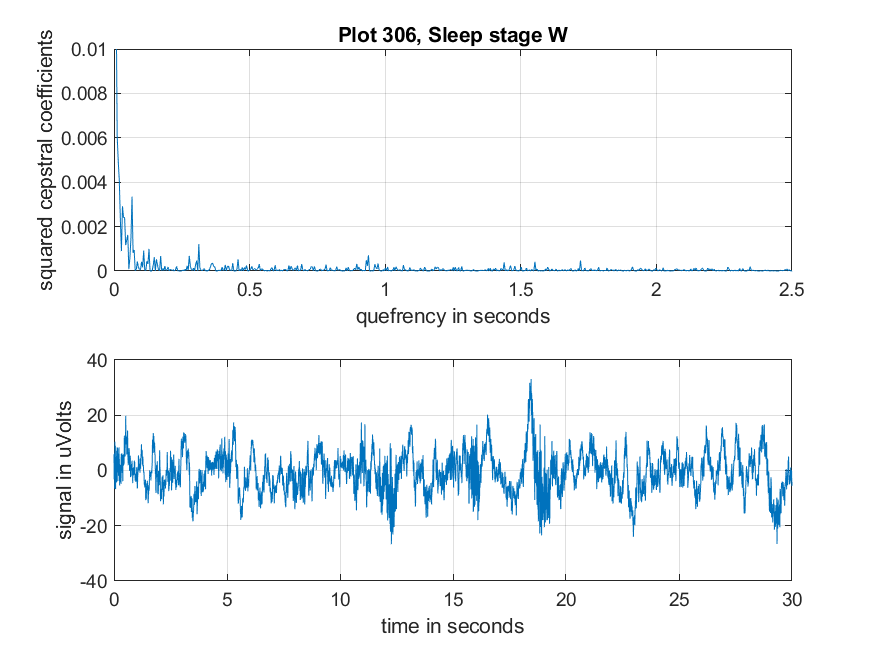 Plot 306, Sleep stage W
squared cepstral coefficients
0.01
0.008
0.006
0.004
0.002
0
0 0.5 1 1.5 2 2.5
quefrency in seconds
signal in uVolts
40
20
0
-20
-40
0 5 10 15 20 25 30
time in seconds